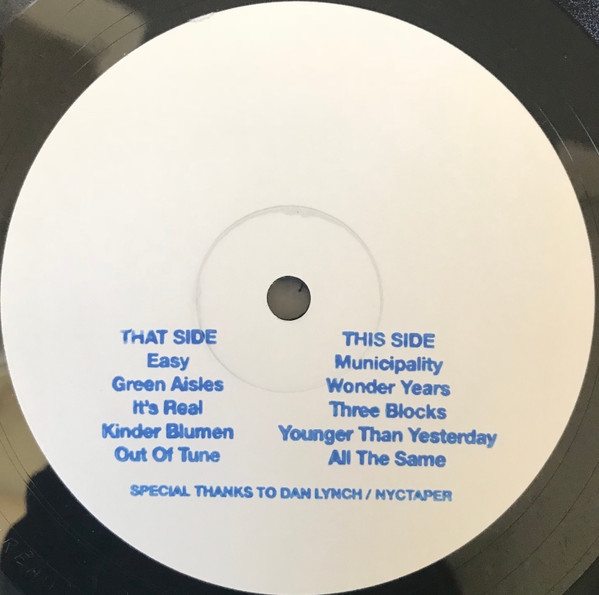 THAT SIDE
Easy
Green Aisles
It's Real
Kinder Blumen
Out Of Tune
THIS SIDE
Municipality
Wonder Years
Three Blocks
Younger Than Yesterday
All The Same
SPECIAL THANKS TO DAN LYNCH / NYCTAPER